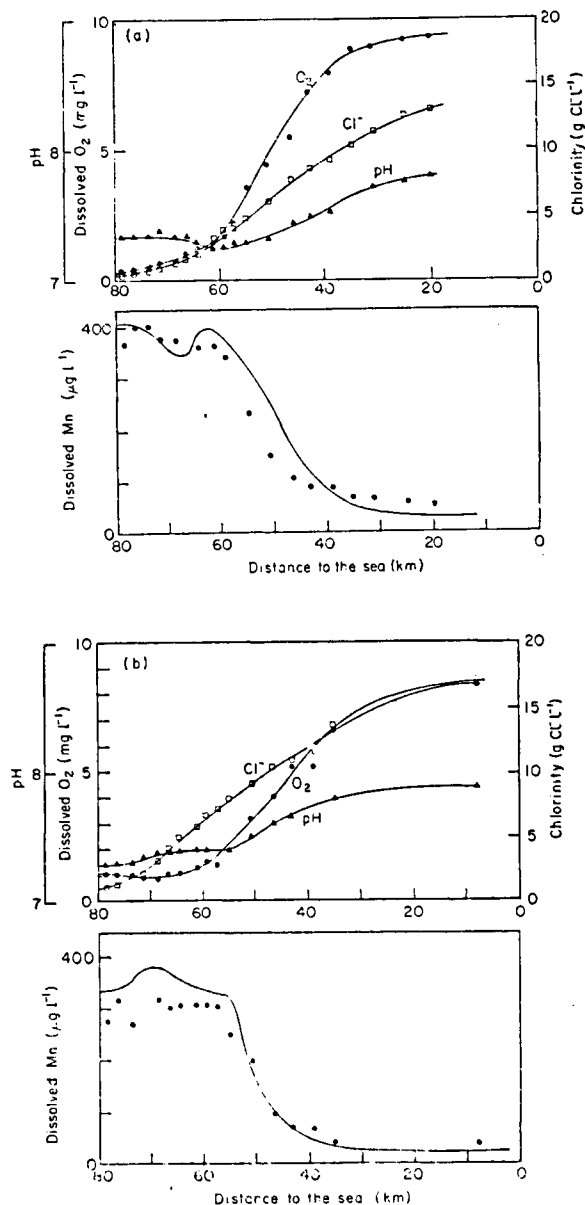 (a)
pH
9
8
7
Dissolved O₂ (mg l⁻¹)
10
5
0
O₂
Cl⁻
pH
20
15
10
5
0
Chlorinity (g Cl⁻ l⁻¹)
80 60 40 20 0
Dissolved Mn (μg l⁻¹)
400
0
80 60 40 20 0
Distance to the sea (km)
(b)
pH
8
7
Dissolved O₂ (mg l⁻¹)
10
5
0
Cl⁻
O₂
pH
20
15
10
5
0
Chlorinity (g Cl⁻ l⁻¹)
80 60 40 20 0
Dissolved Mn (μg l⁻¹)
400
0
80 60 40 20 0
Distance to the sea (km)